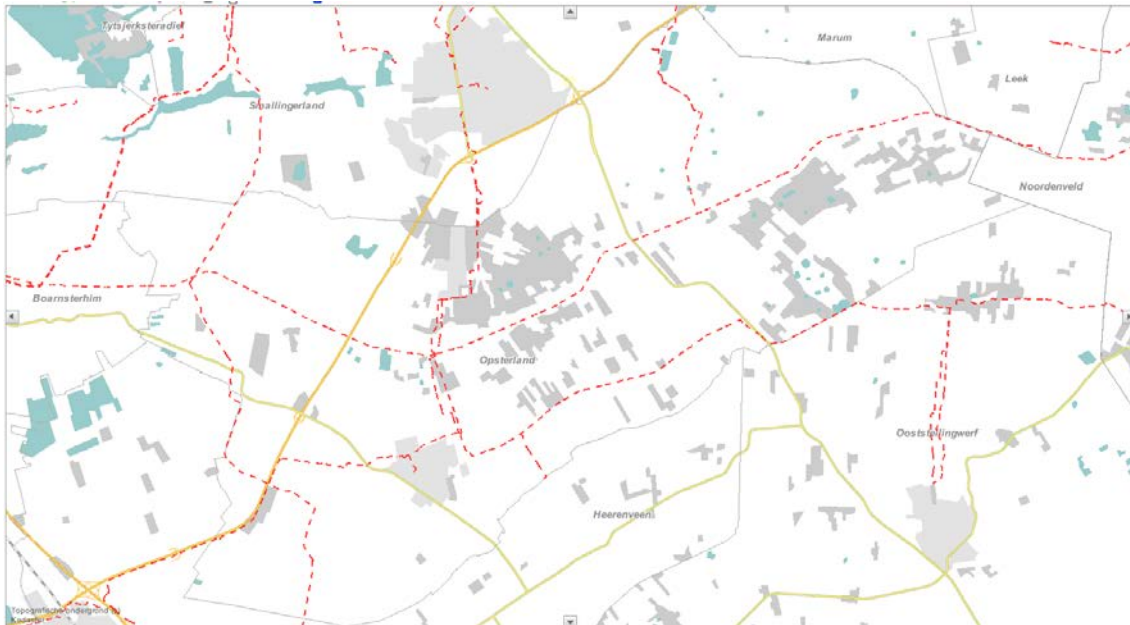 Tytsjerksteradiel
Marum
Leek
Smallingerland
Noordenveld
Boarnsterhim
Opsterland
Ooststellingwerf
Heerenveen
Topografische ondergrond (c)
Kadaster